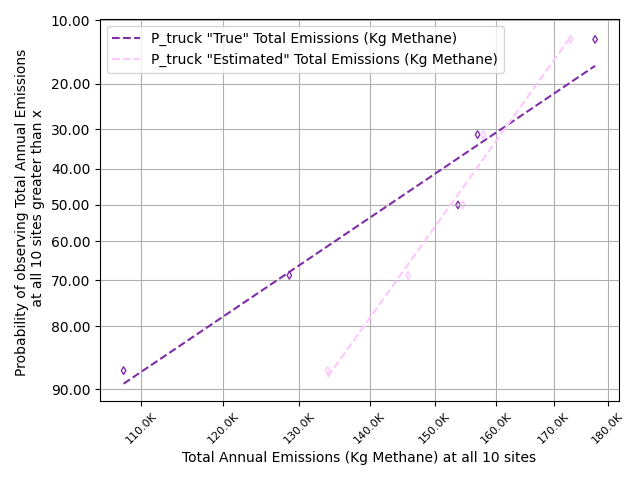 P_truck "True" Total Emissions (Kg Methane)
P_truck "Estimated" Total Emissions (Kg Methane)
Probability of observing Total Annual Emissions
at all 10 sites greater than x
10.00
20.00
30.00
40.00
50.00
60.00
70.00
80.00
90.00
110.0K
120.0K
130.0K
140.0K
150.0K
160.0K
170.0K
180.0K
Total Annual Emissions (Kg Methane) at all 10 sites